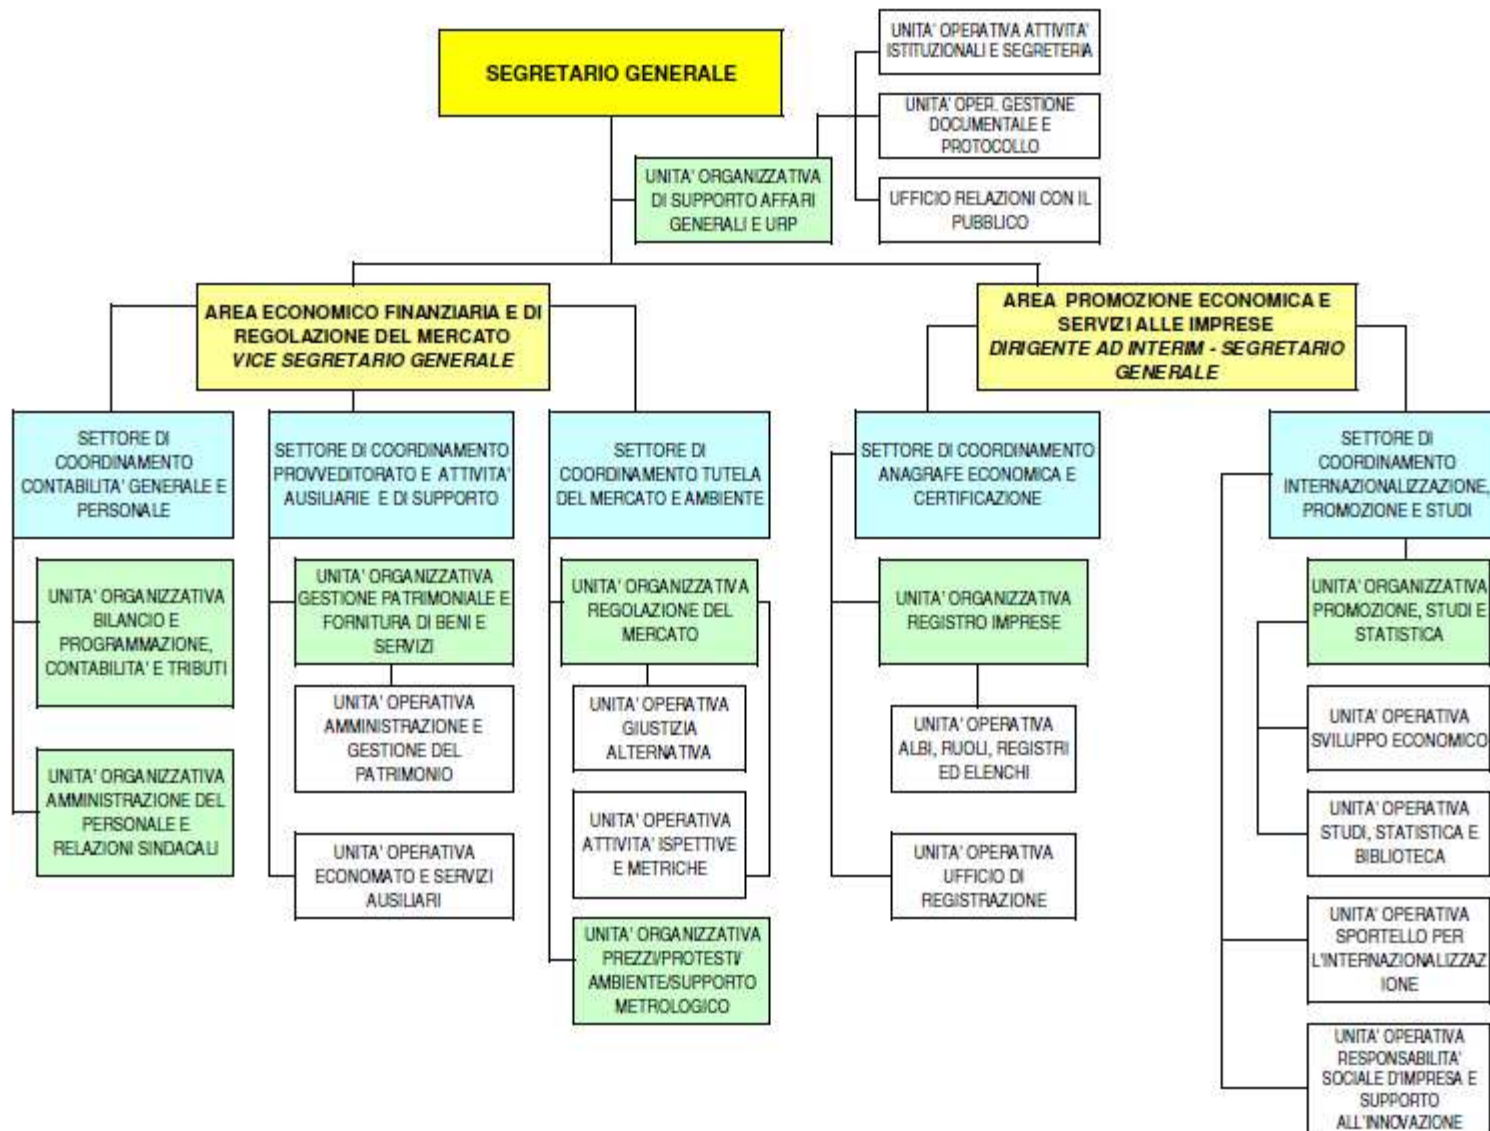 SEGRETARIO GENERALE
UNITA' OPERATIVA ATTIVITA'
ISTITUZIONALI E SEGRETERIA
UNITA' OPER. GESTIONE
DOCUMENTALE E
PROTOCOLLO
UFFICIO RELAZIONI CON IL
PUBBLICO
UNITA' ORGANIZZATIVA
DI SUPPORTO AFFARI
GENERALI E URP
AREA ECONOMICO FINANZIARIA E DI
REGOLAZIONE DEL MERCATO
VICE SEGRETARIO GENERALE
AREA PROMOZIONE ECONOMICA E
SERVIZI ALLE IMPRESE
DIRIGENTE AD INTERIM - SEGRETARIO
GENERALE
SETTORE DI
COORDINAMENTO
CONTABILITA' GENERALE E
PERSONALE
SETTORE DI COORDINAMENTO
PROVVEDITORATO E ATTIVITA'
AUSILIARIE E DI SUPPORTO
SETTORE DI
COORDINAMENTO TUTELA
DEL MERCATO E AMBIENTE
SETTORE DI COORDINAMENTO
ANAGRAFE ECONOMICA E
CERTIFICAZIONE
SETTORE DI
COORDINAMENTO
INTERNAZIONALIZZAZIONE,
PROMOZIONE E STUDI
UNITA' ORGANIZZATIVA
BILANCIO E
PROGRAMMAZIONE,
CONTABILITA' E TRIBUTI
UNITA' ORGANIZZATIVA
AMMINISTRAZIONE DEL
PERSONALE E
RELAZIONI SINDACALI
UNITA' ORGANIZZATIVA
GESTIONE PATRIMONIALE E
FORNITURA DI BENI E
SERVIZI
UNITA' OPERATIVA
AMMINISTRAZIONE E
GESTIONE DEL
PATRIMONIO
UNITA' OPERATIVA
ECONOMATO E SERVIZI
AUSILIARI
UNITA' ORGANIZZATIVA
REGOLAZIONE DEL
MERCATO
UNITA' OPERATIVA
GIUSTIZIA
ALTERNATIVA
UNITA' OPERATIVA
ATTIVITA' ISPETTIVE
E METRICHE
UNITA' ORGANIZZATIVA
PREZZI/PROTESTI/
AMBIENTE/SUPPORTO
METROLOGICO
UNITA' ORGANIZZATIVA
REGISTRO IMPRESE
UNITA' OPERATIVA
ALBI, RUOLI, REGISTRI
ED ELENCHI
UNITA' OPERATIVA
UFFICIO DI
REGISTRAZIONE
UNITA' ORGANIZZATIVA
PROMOZIONE, STUDI E
STATISTICA
UNITA' OPERATIVA
SVILUPPO ECONOMICO
UNITA' OPERATIVA
STUDI, STATISTICA E
BIBLIOTECA
UNITA' OPERATIVA
SPORTELLO PER
L'INTERNAZIONALIZZAZ
IONE
UNITA' OPERATIVA
RESPONSABILITA'
SOCIALE D'IMPRESA E
SUPPORTO
ALL'INNOVAZIONE